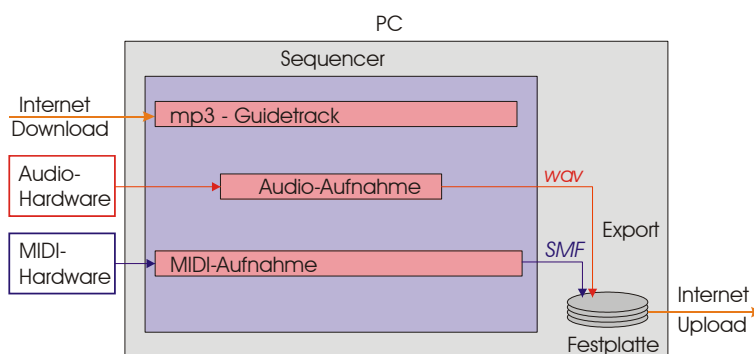 PC
Sequencer
Internet
Download
mp3 - Guidetrack
Audio-
Hardware
Audio-Aufnahme
wav
Export
MIDI-
Hardware
MIDI-Aufnahme
SMF
Internet
Upload
Festplatte